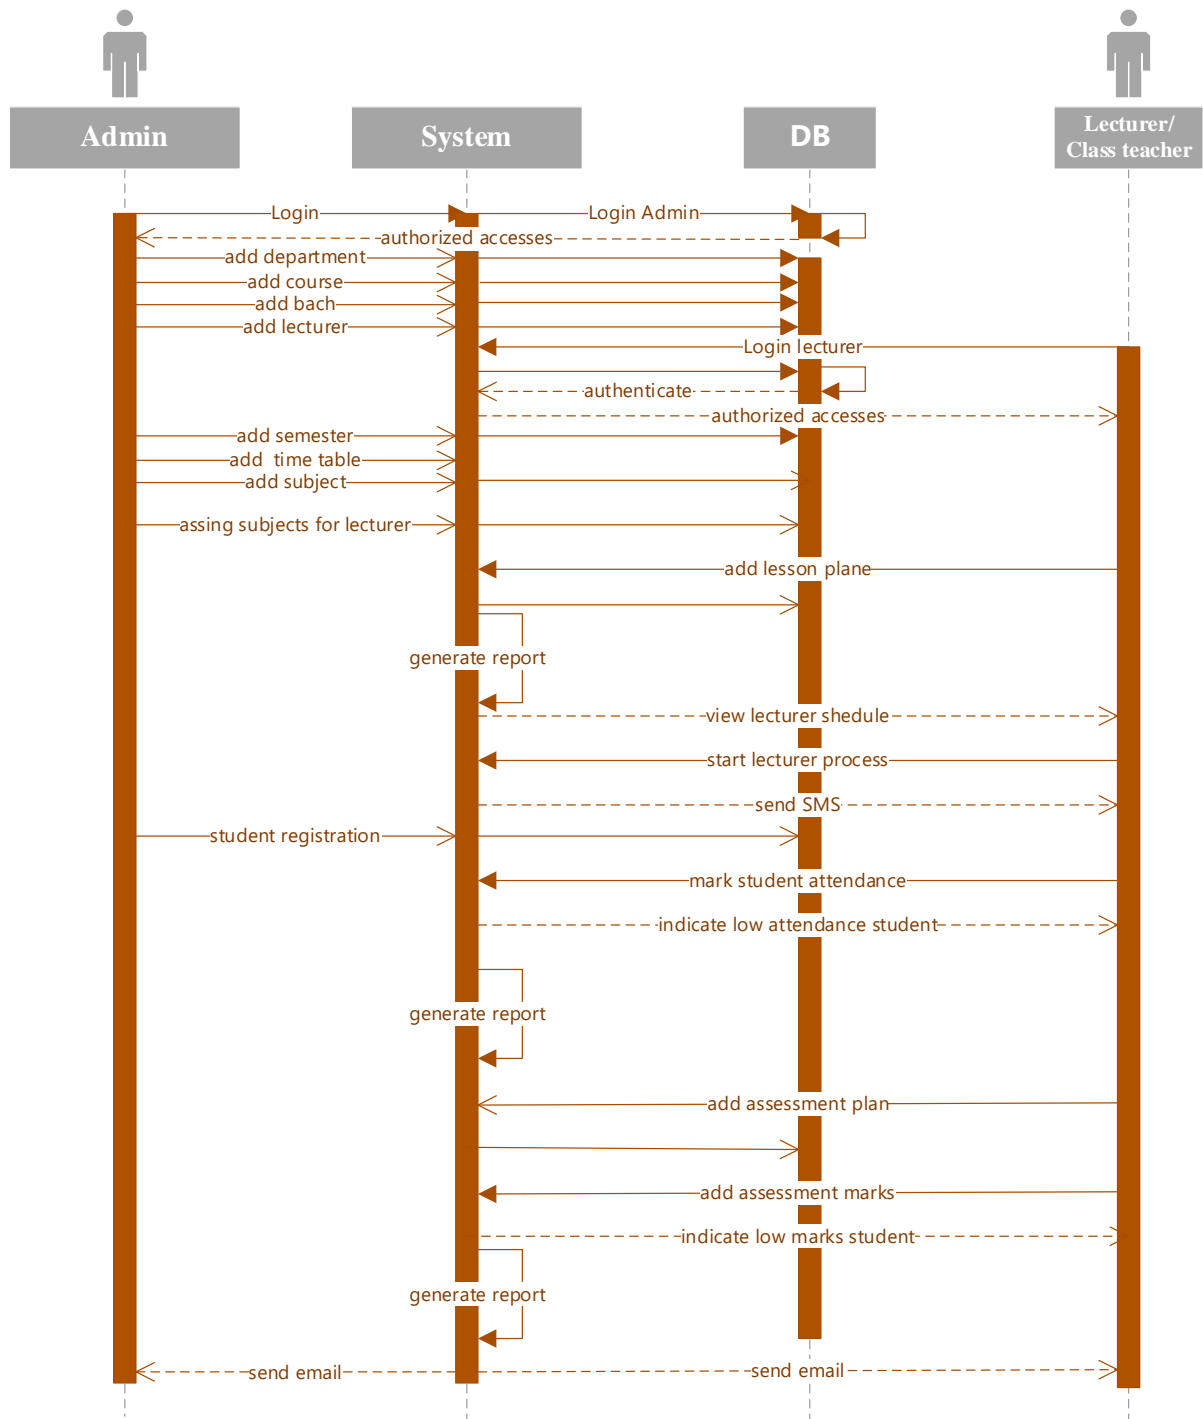 Admin
System
DB
Lecturer/
Class teacher
Login
Login Admin
authorized accesses
add department
add course
add bach
add lecturer
Login lecturer
authenticate
authorized accesses
add semester
add  time table
add subject
assing subjects for lecturer
add lesson plane
generate report
view lecturer shedule
start lecturer process
send SMS
student registration
mark student attendance
indicate low attendance student
generate report
add assessment plan
add assessment marks
indicate low marks student
generate report
send email
send email